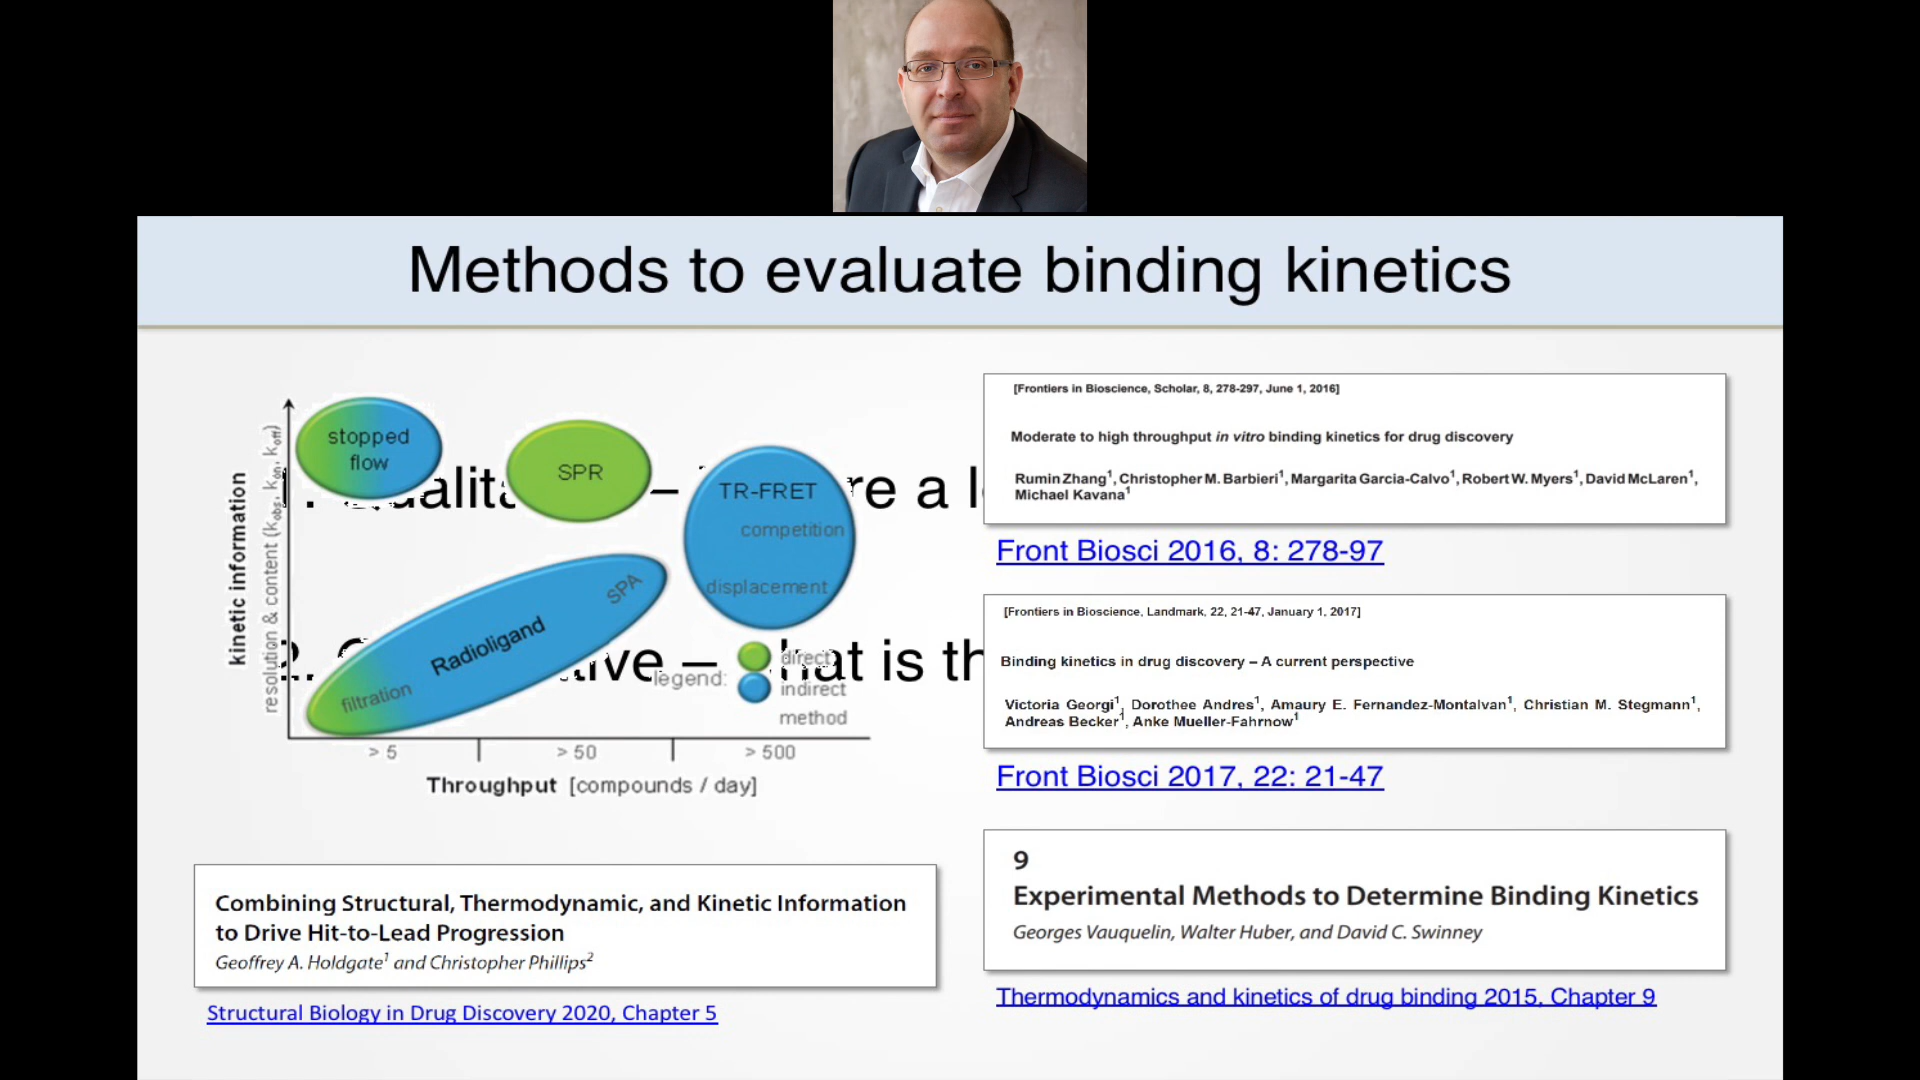 Methods to evaluate binding kinetics
kinetic information
resolution & content (kobs, kon, koff)
stopped
flow
SPR
TR-FRET
competition
displacement
SPA
Radioligand
filtration
legend:
direct
indirect
method
1.
– re a
2. – hat is
> 5
> 50
> 500
Throughput [compounds / day]
[Frontiers in Bioscience, Scholar, 8, 278-297, June 1, 2016]
Moderate to high throughput in vitro binding kinetics for drug discovery
Rumin Zhang1, Christopher M. Barbieri1, Margarita Garcia-Calvo1, Robert W. Myers1, David McLaren1,
Michael Kavana1
Front Biosci 2016, 8: 278-97
[Frontiers in Bioscience, Landmark, 22, 21-47, January 1, 2017]
Binding kinetics in drug discovery – A current perspective
Victoria Georgi1, Dorothee Andres1, Amaury E. Fernandez-Montalvan1, Christian M. Stegmann1,
Andreas Becker1, Anke Mueller-Fahrnow1
Front Biosci 2017, 22: 21-47
9
Experimental Methods to Determine Binding Kinetics
Georges Vauquelin, Walter Huber, and David C. Swinney
Thermodynamics and kinetics of drug binding 2015, Chapter 9
Combining Structural, Thermodynamic, and Kinetic Information
to Drive Hit-to-Lead Progression
Geoffrey A. Holdgate1 and Christopher Phillips2
Structural Biology in Drug Discovery 2020, Chapter 5